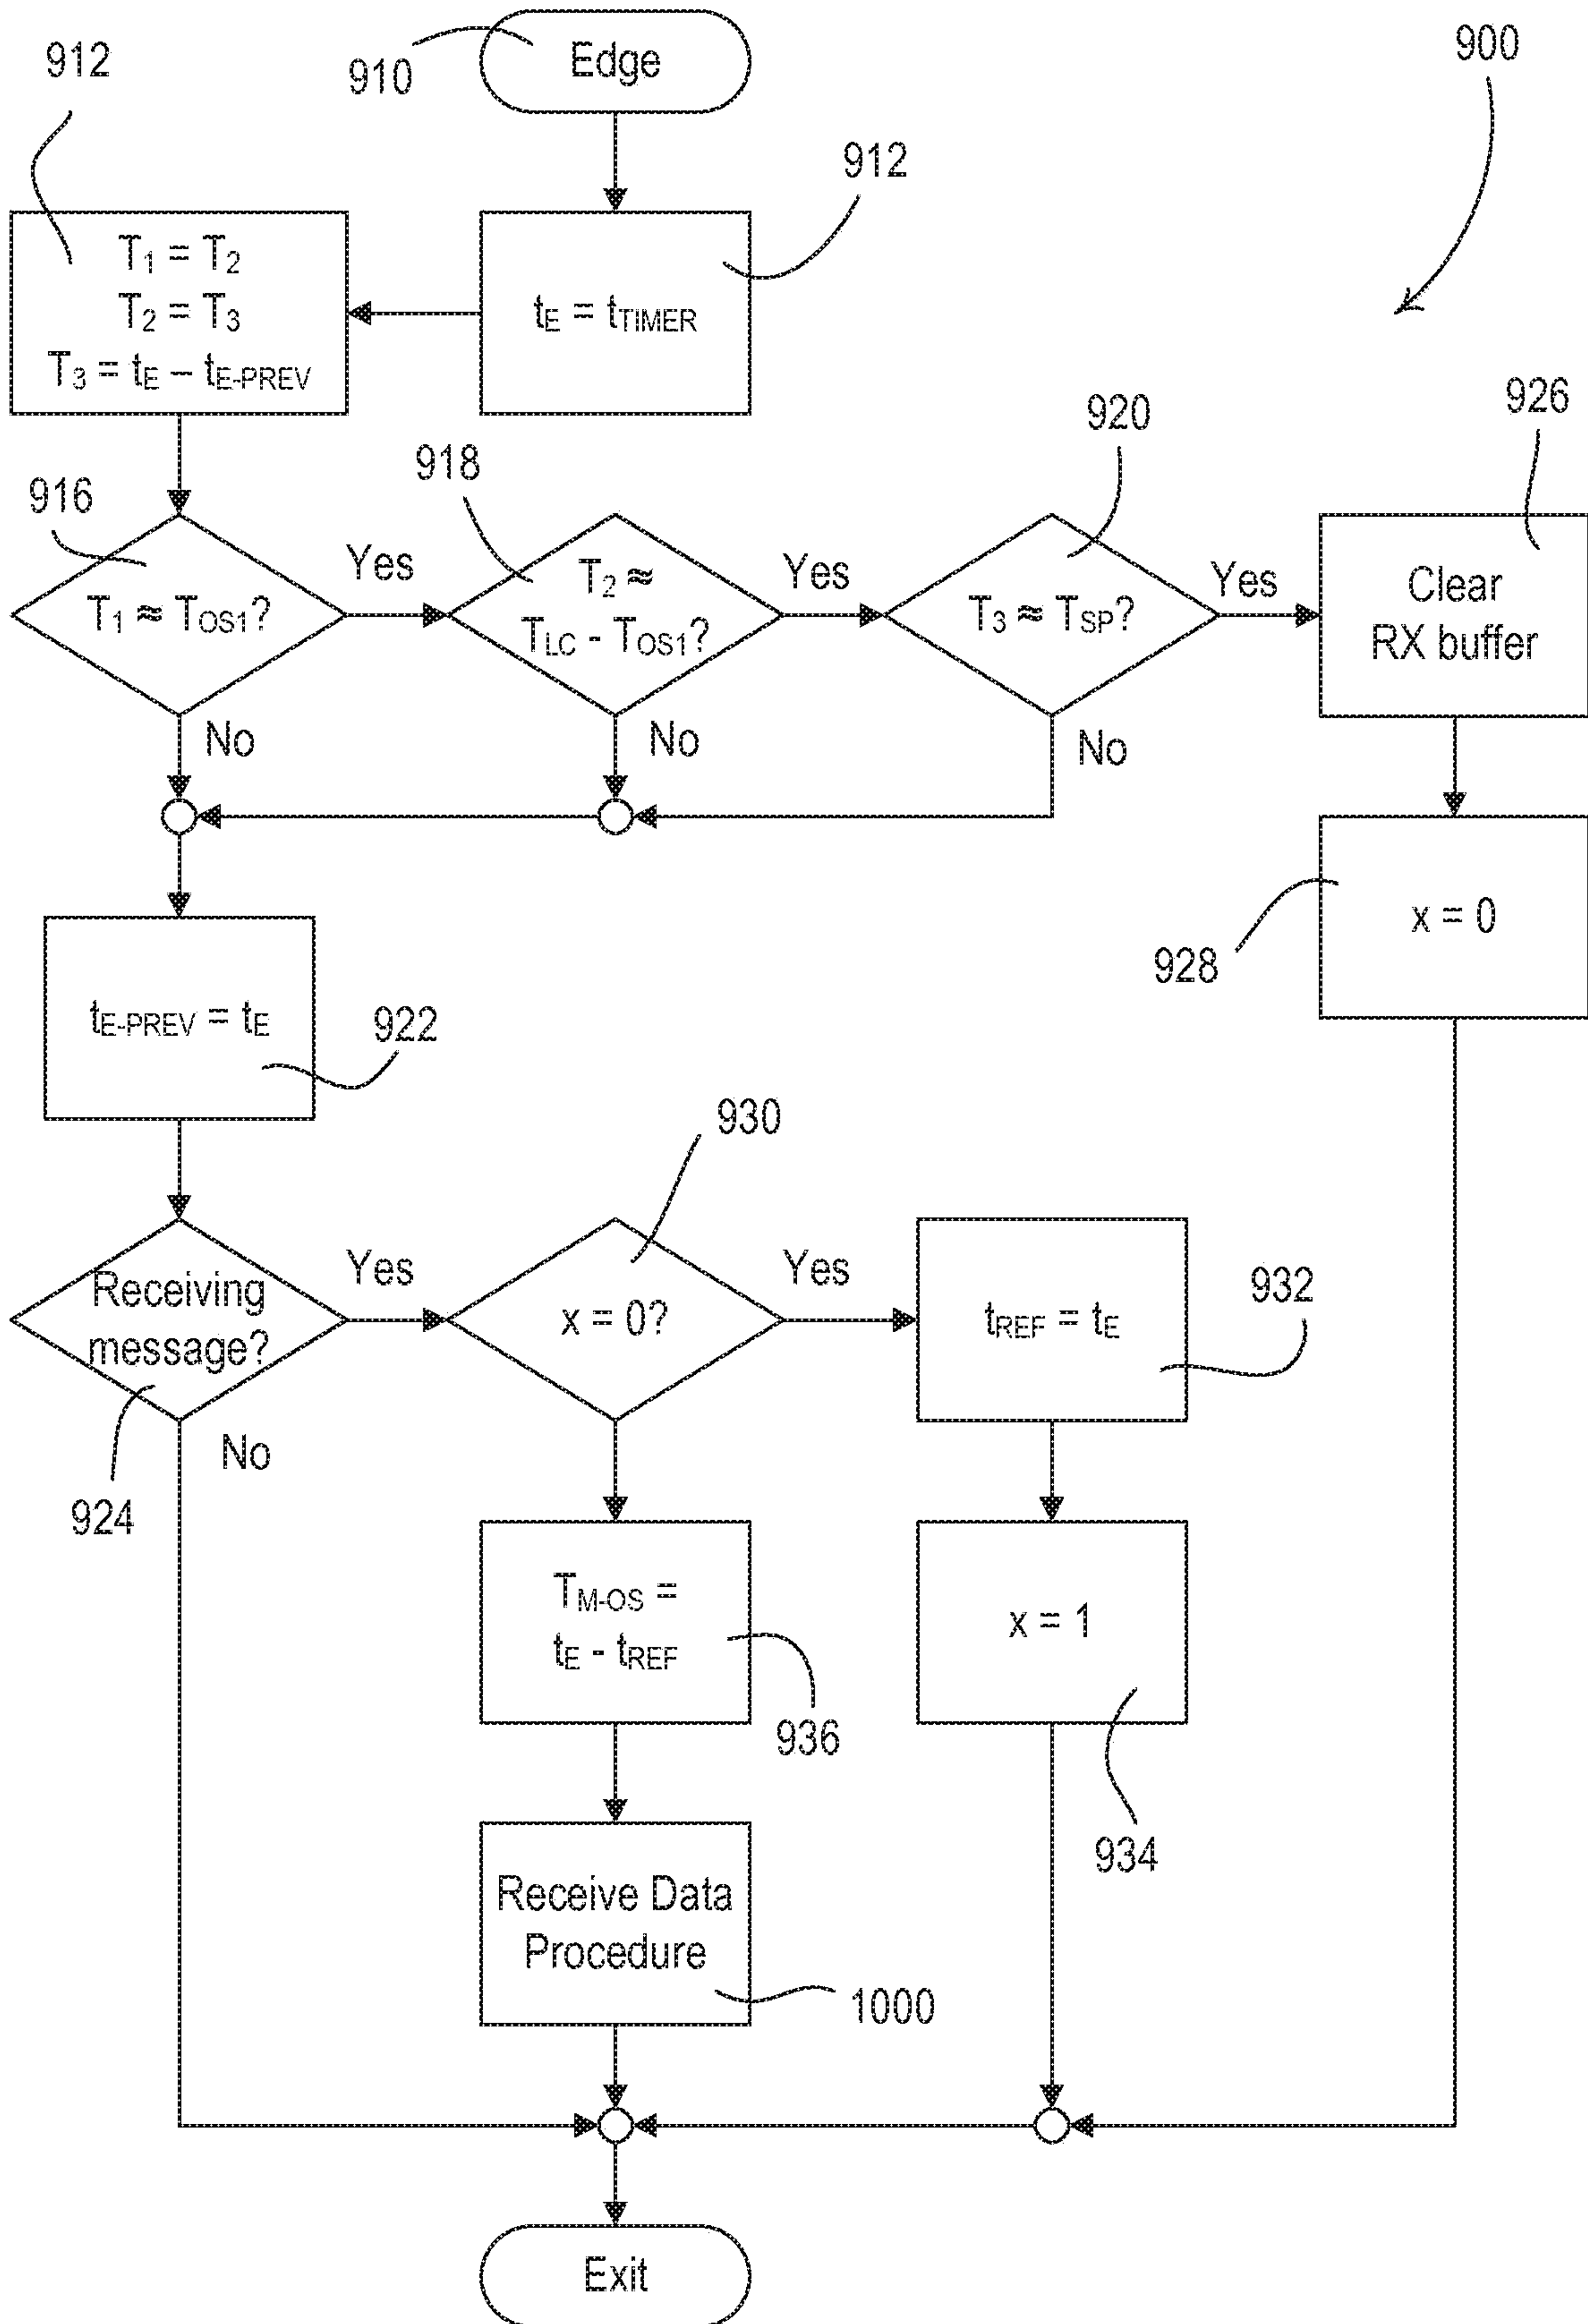 910
Edge
900
912
912
T₁ = T₂
T₂ = T₃
T₃ = tE – tE-PREV
tE = tTIMER
916
T₁ ≈ TOS1?
Yes
No
918
T₂ ≈
TLC - TOS1?
Yes
No
920
T₃ ≈ TSP?
Yes
No
926
Clear
RX buffer
928
x = 0
tE-PREV = tE
922
Receiving
message?
924
Yes
No
930
x = 0?
Yes
tREF = tE
932
TM-OS =
tE - tREF
936
x = 1
934
Receive Data
Procedure
1000
Exit